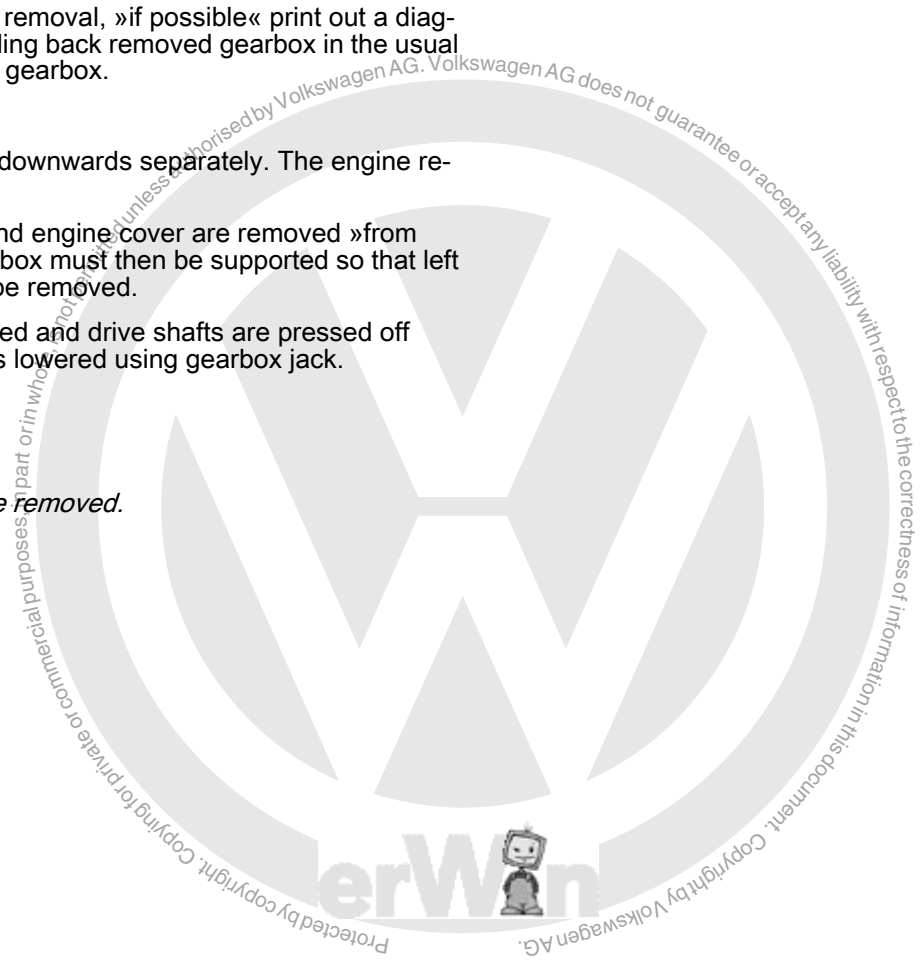 removal, »if possible« print out a diag-
ling back removed gearbox in the usual
gearbox.
downwards separately. The engine re-
nd engine cover are removed »from
box must then be supported so that left
be removed.
ed and drive shafts are pressed off
s lowered using gearbox jack.
e removed.
Protected by copyright. Copying for private or commercial purposes, in part or in whole, is not permitted unless authorised by Volkswagen AG. Volkswagen AG does not guarantee or accept any liability with respect to the correctness of information in this document. Copyright by Volkswagen AG.
erWin